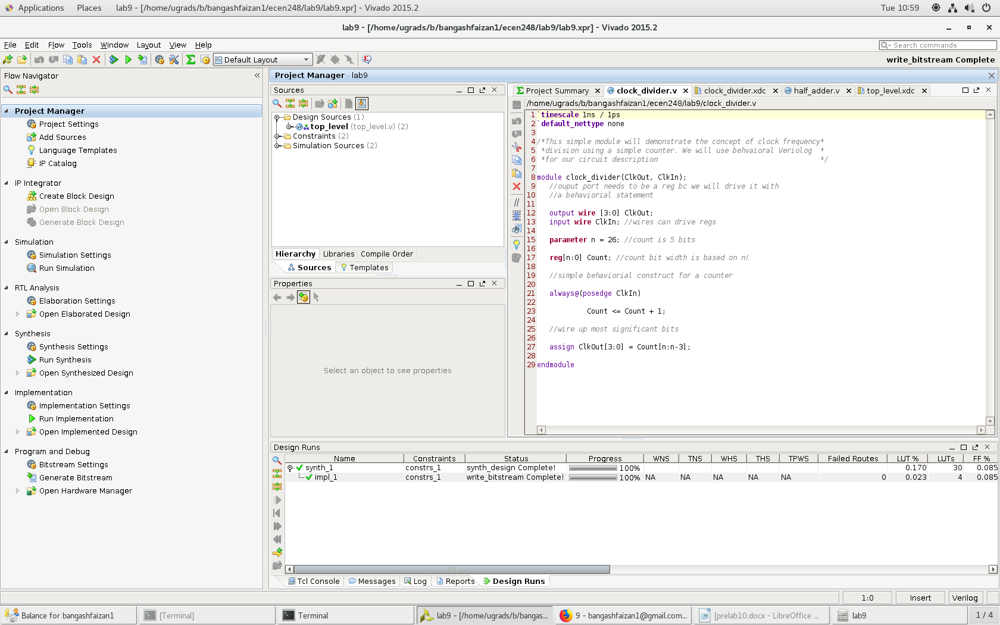 Applications Places lab9 - [/home/ugrads/b/bangashfaizan1/ecen248/lab9/lab9.xpr] - Vivado 2015.2 Tue 10:59
lab9 - [/home/ugrads/b/bangashfaizan1/ecen248/lab9/lab9.xpr] - Vivado 2015.2
File Edit Flow Tools Window Layout View Help Search commands
Default Layout write_bitstream Complete
Flow Navigator
Project Manager
Project Settings
Add Sources
Language Templates
IP Catalog
IP Integrator
Create Block Design
Open Block Design
Generate Block Design
Simulation
Simulation Settings
Run Simulation
RTL Analysis
Elaboration Settings
Open Elaborated Design
Synthesis
Synthesis Settings
Run Synthesis
Open Synthesized Design
Implementation
Implementation Settings
Run Implementation
Open Implemented Design
Program and Debug
Bitstream Settings
Generate Bitstream
Open Hardware Manager
Project Manager - lab9
Sources
Design Sources (1)
top_level (top_level.v) (2)
Constraints (2)
Simulation Sources (2)
Hierarchy Libraries Compile Order
Sources Templates
Properties
Select an object to see properties
Project Summary clock_divider.v clock_divider.xdc half_adder.v top_level.xdc
/home/ugrads/b/bangashfaizan1/ecen248/lab9/clock_divider.v
1 `timescale 1ns / 1ps
2 `default_nettype none
3
4 /*This simple module will demonstrate the concept of clock frequency*
5 *division using a simple counter. We will use behvaioral Veriolog *
6 *for our circuit description */
7
8 module clock_divider(ClkOut, ClkIn);
9 //ouput port needs to be a reg bc we will drive it with
10 //a behaviorial statement
11
12 output wire [3:0] ClkOut;
13 input wire ClkIn; //wires can drive regs
14
15 parameter n = 26; //count is 5 bits
16
17 reg[n:0] Count; //count bit width is based on n!
18
19 //simple behaviorial construct for a counter
20
21 always@(posedge ClkIn)
22
23 Count <= Count + 1;
24
25 //wire up most significant bits
26
27 assign ClkOut[3:0] = Count[n:n-3];
28
29 endmodule
Design Runs
Name Constraints Status Progress WNS TNS WHS THS TPWS Failed Routes LUT % LUTs FF %
synth_1 constrs_1 synth_design Complete! 100% 0.170 30 0.085
impl_1 constrs_1 write_bitstream Complete! 100% NA NA NA NA NA 0 0.023 4 0.085
Tcl Console Messages Log Reports Design Runs
1:0 Insert Verilog
Balance for bangashfaizan1 [Terminal] Terminal lab9 - [/home/ugrads/b/bangas... 9 - bangashfaizan1@gmail.com... [prelab10.docx - LibreOffice ... lab9 1 / 4